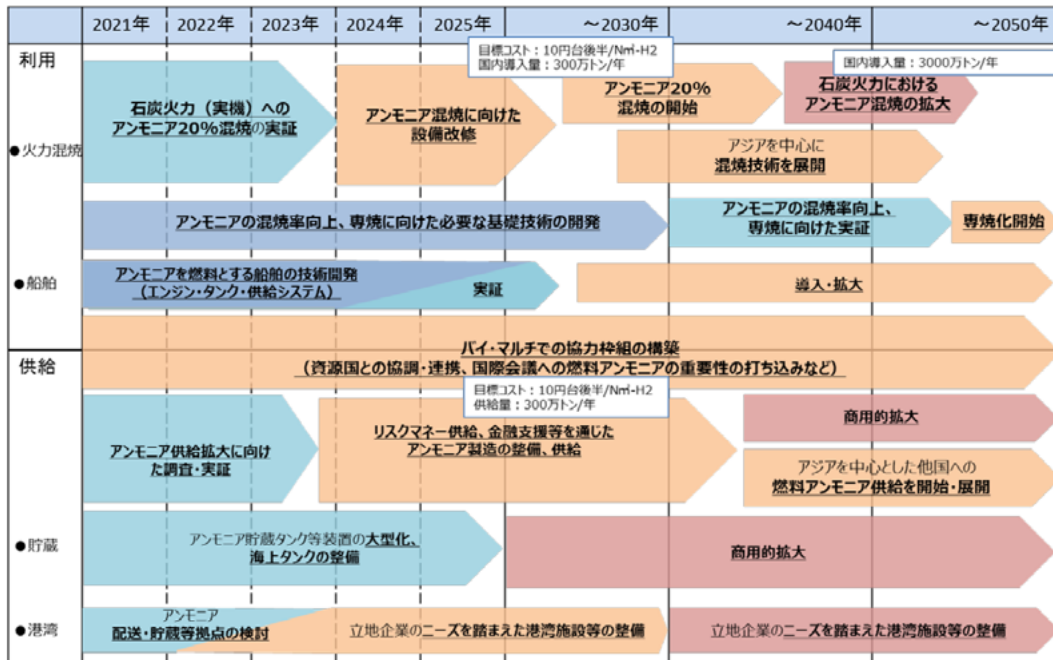 2021年 2022年 2023年 2024年 2025年 ～2030年 ～2040年 ～2050年
利用
目標コスト：10円台後半/N㎥-H2
国内導入量：300万トン/年
国内導入量：3000万トン/年
●火力混焼
石炭火力（実機）への
アンモニア20%混焼の実証
アンモニア混焼に向けた
設備改修
アンモニア20%
混焼の開始
石炭火力における
アンモニア混焼の拡大
アジアを中心に
混焼技術を展開
アンモニアの混焼率向上、専焼に向けた必要な基礎技術の開発
アンモニアの混焼率向上、
専焼に向けた実証
専焼化開始
●船舶
アンモニアを燃料とする船舶の技術開発
（エンジン・タンク・供給システム）
実証
導入・拡大
供給
バイ・マルチでの協力枠組の構築
（資源国との協調・連携、国際会議への燃料アンモニアの重要性の打ち込みなど）
目標コスト：10円台後半/N㎥-H2
供給量：300万トン/年
アンモニア供給拡大に向け
た調査・実証
リスクマネー供給、金融支援等を通じた
アンモニア製造の整備、供給
商用的拡大
アジアを中心とした他国への
燃料アンモニア供給を開始・展開
●貯蔵
アンモニア貯蔵タンク等装置の大型化、
海上タンクの整備
商用的拡大
●港湾
アンモニア
配送・貯蔵等拠点の検討
立地企業のニーズを踏まえた港湾施設等の整備
立地企業のニーズを踏まえた港湾施設等の整備